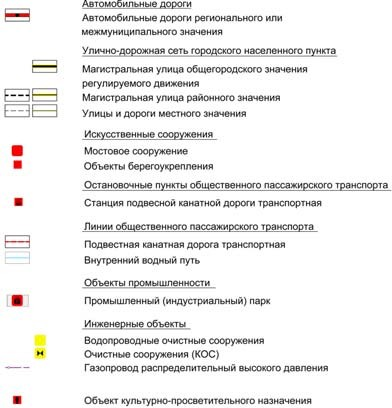 Автомобильные дороги
Автомобильные дороги регионального или
межмуниципального значения
Улично-дорожная сеть городского населенного пункта
Магистральная улица общегородского значения
регулируемого движения
Магистральная улица районного значения
Улицы и дороги местного значения
Искусственные сооружения
Мостовое сооружение
Объекты берегоукрепления
Остановочные пункты общественного пассажирского транспорта
Станция подвесной канатной дороги транспортная
Линии общественного пассажирского транспорта
Подвестная канатная дорога транспортная
Внутренний водный путь
Объекты промышленности
Промышленный (индустриальный) парк
Инженерные объекты
Водопроводные очистные сооружения
Очистные сооружения (КОС)
Газопровод распределительный высокого давления
Объект культурно-просветительного назначения